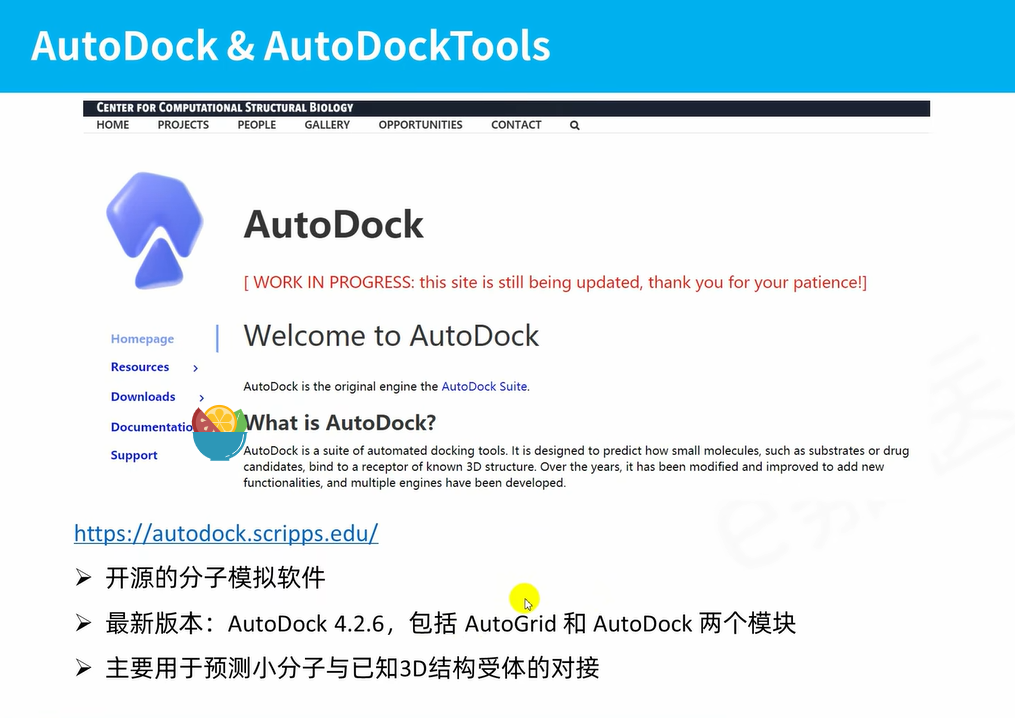 AutoDock & AutoDockTools
CENTER FOR COMPUTATIONAL STRUCTURAL BIOLOGY
HOME PROJECTS PEOPLE GALLERY OPPORTUNITIES CONTACT
AutoDock
[ WORK IN PROGRESS: this site is still being updated, thank you for your patience!]
Homepage
Resources
Downloads
Documentatio
Support
Welcome to AutoDock
AutoDock is the original engine the AutoDock Suite.
What is AutoDock?
AutoDock is a suite of automated docking tools. It is designed to predict how small molecules, such as substrates or drug
candidates, bind to a receptor of known 3D structure. Over the years, it has been modified and improved to add new
functionalities, and multiple engines have been developed.
https://autodock.scripps.edu/
➢ 开源的分子模拟软件
➢ 最新版本：AutoDock 4.2.6，包括 AutoGrid 和 AutoDock 两个模块
➢ 主要用于预测小分子与已知3D结构受体的对接